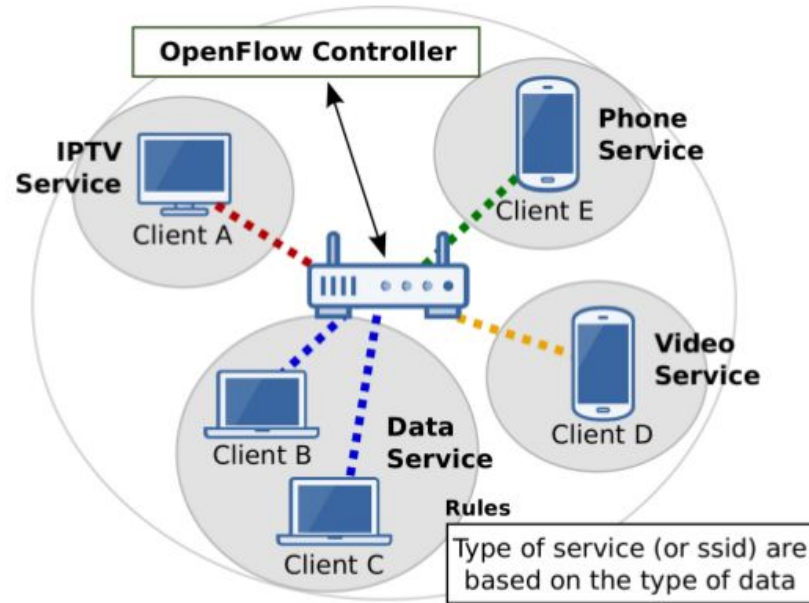 OpenFlow Controller
IPTV
Service
Client A
Phone
Service
Client E
Video
Service
Client D
Data
Service
Client B
Client C
Rules
Type of service (or ssid) are
based on the type of data